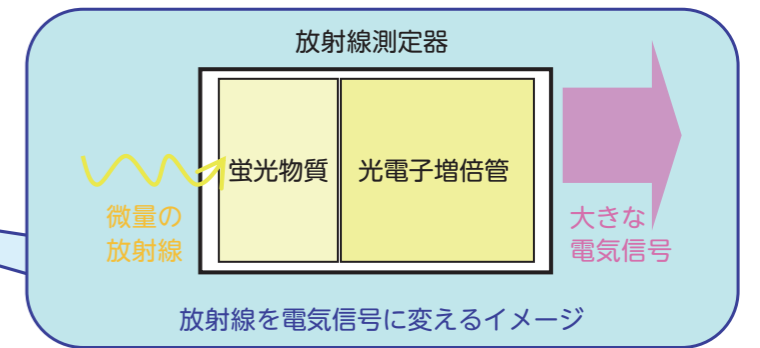 放射線測定器
蛍光物質
光電子増倍管
微量の
放射線
大きな
電気信号
放射線を電気信号に変えるイメージ